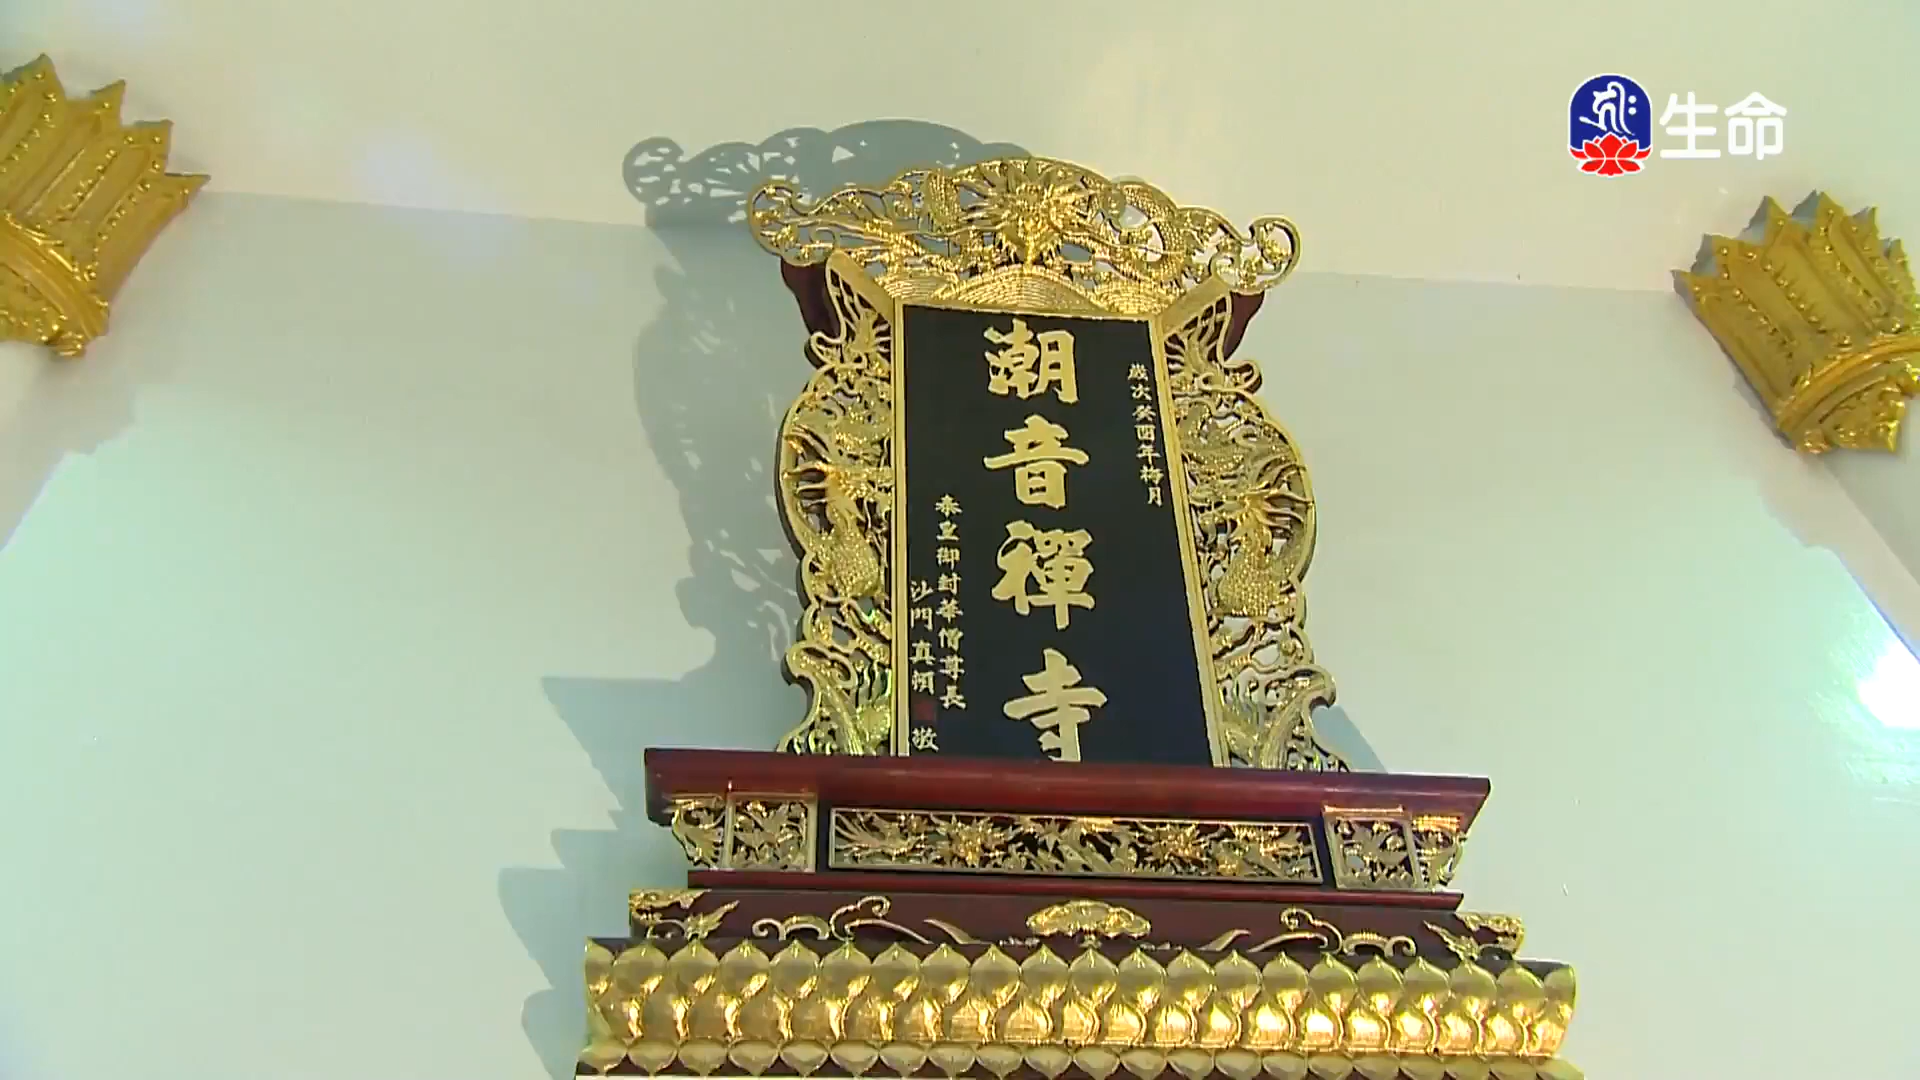 生命
歲次癸酉年梅月
潮音禪寺
泰皇御封華僧尊長
沙門真頓 敬